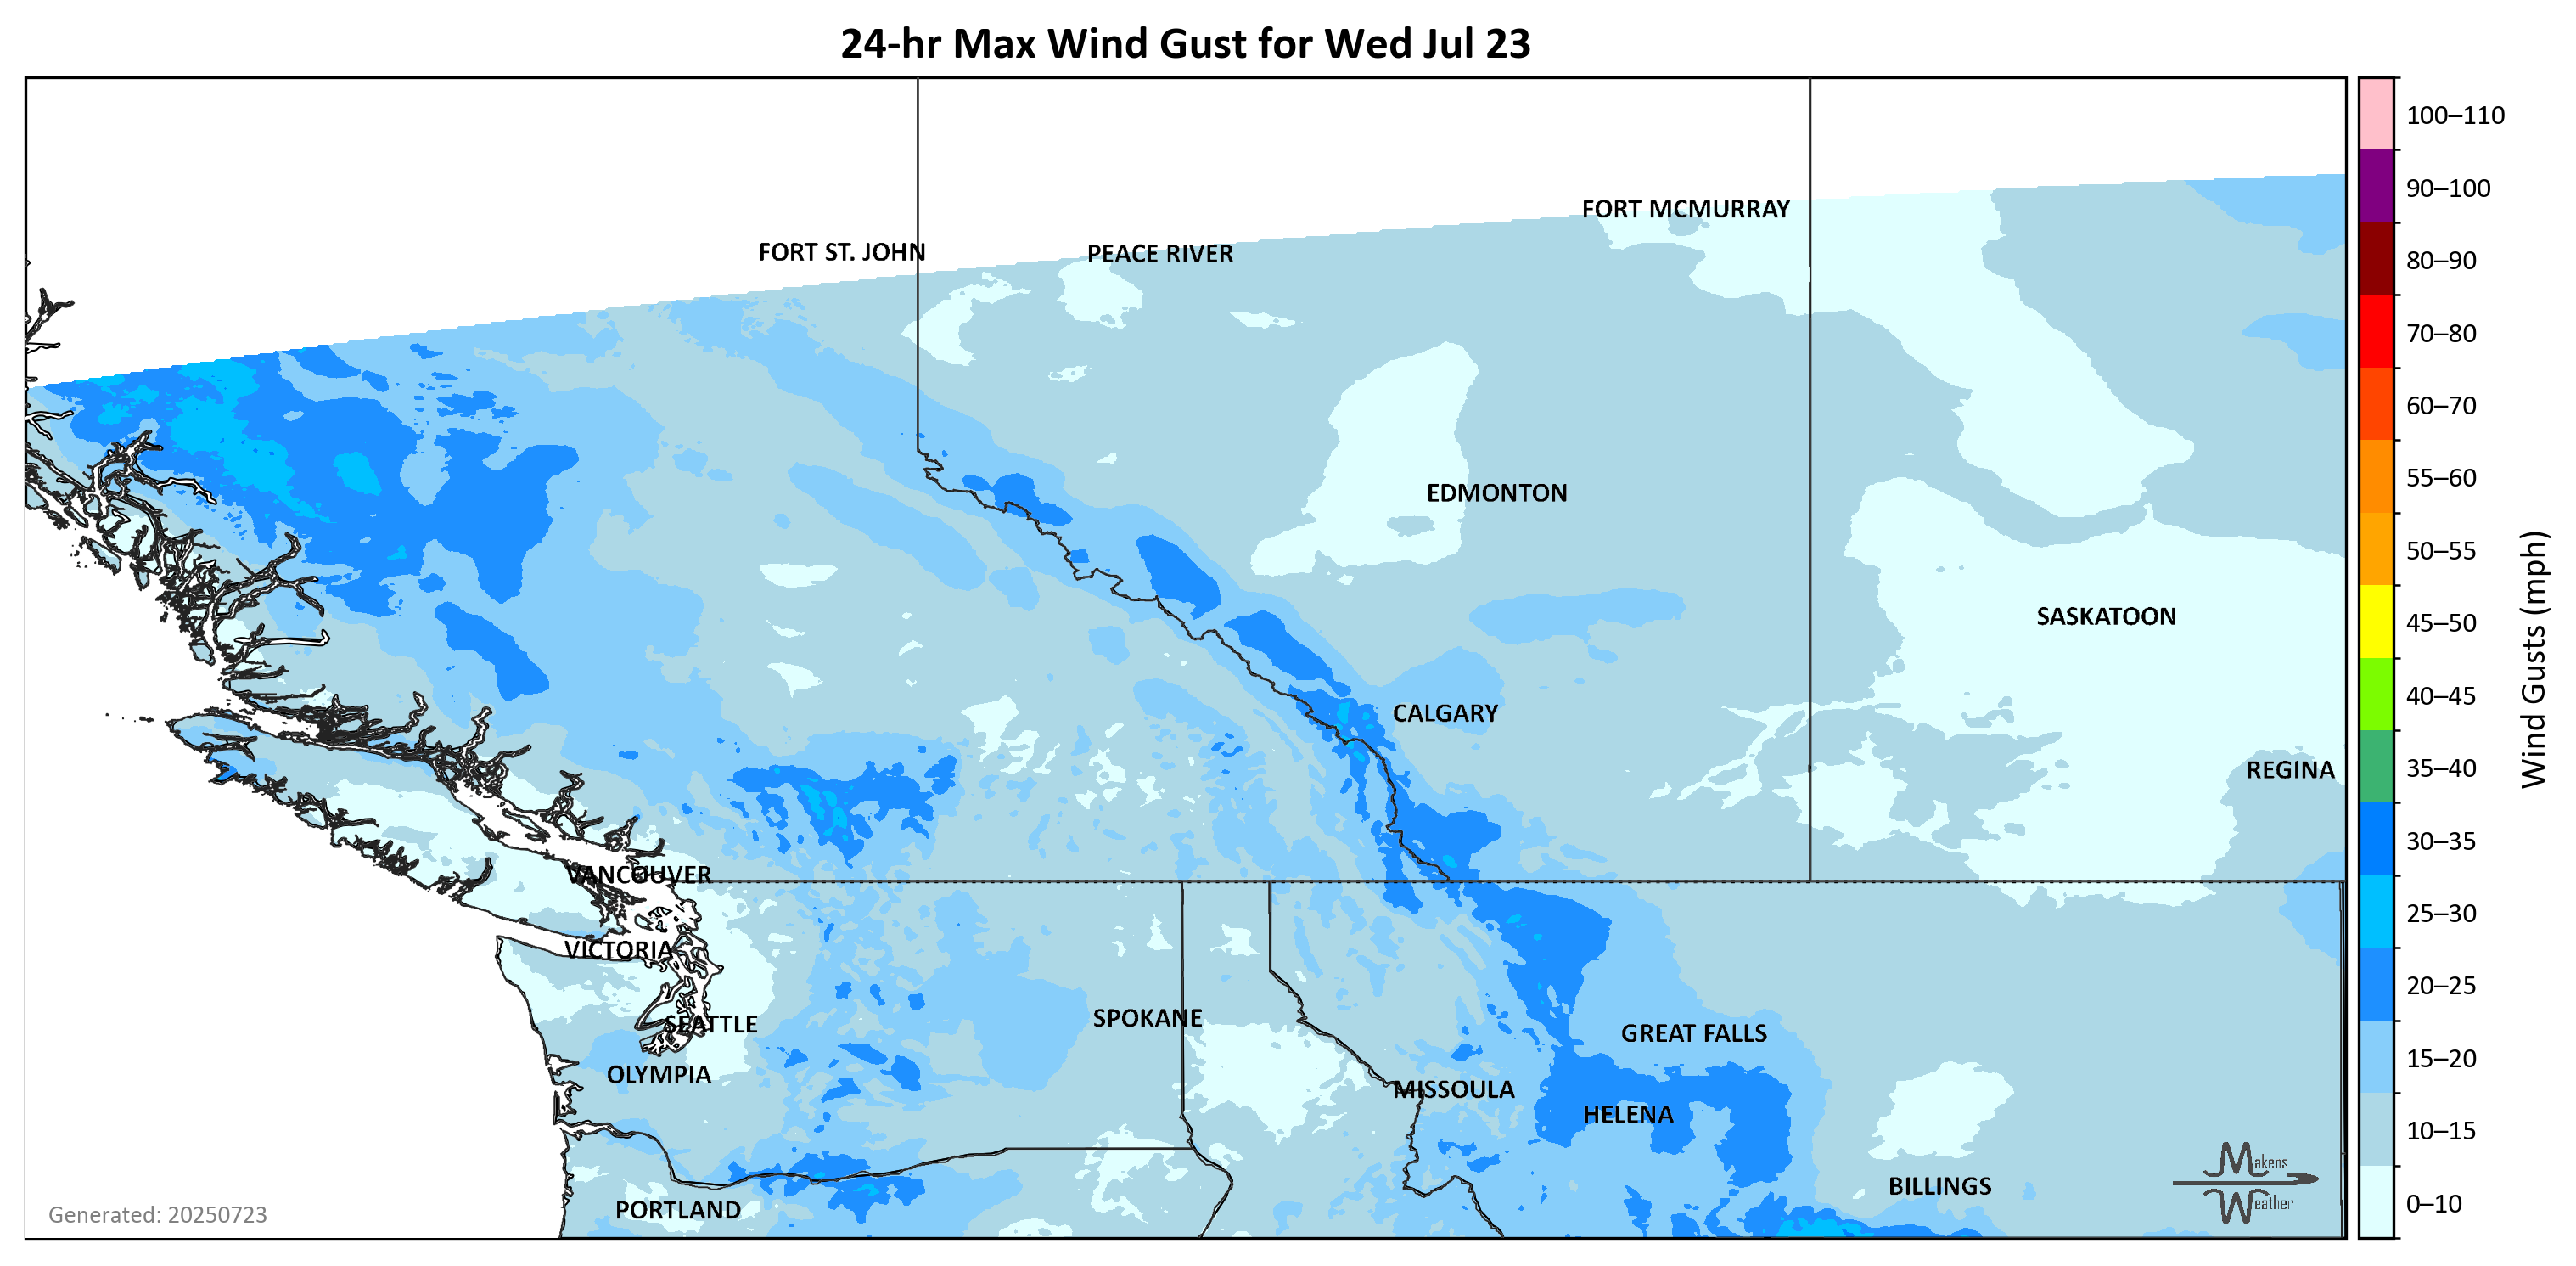 24-hr Max Wind Gust for Wed Jul 23
100–110
90–100
80–90
70–80
60–70
55–60
50–55
45–50
40–45
35–40
30–35
25–30
20–25
15–20
10–15
0–10
Wind Gusts (mph)
FORT MCMURRAY
FORT ST. JOHN
PEACE RIVER
EDMONTON
SASKATOON
CALGARY
REGINA
VANCOUVER
VICTORIA
SPOKANE
SEATTLE
GREAT FALLS
OLYMPIA
MISSOULA
HELENA
BILLINGS
PORTLAND
Makens
Weather
Generated: 20250723